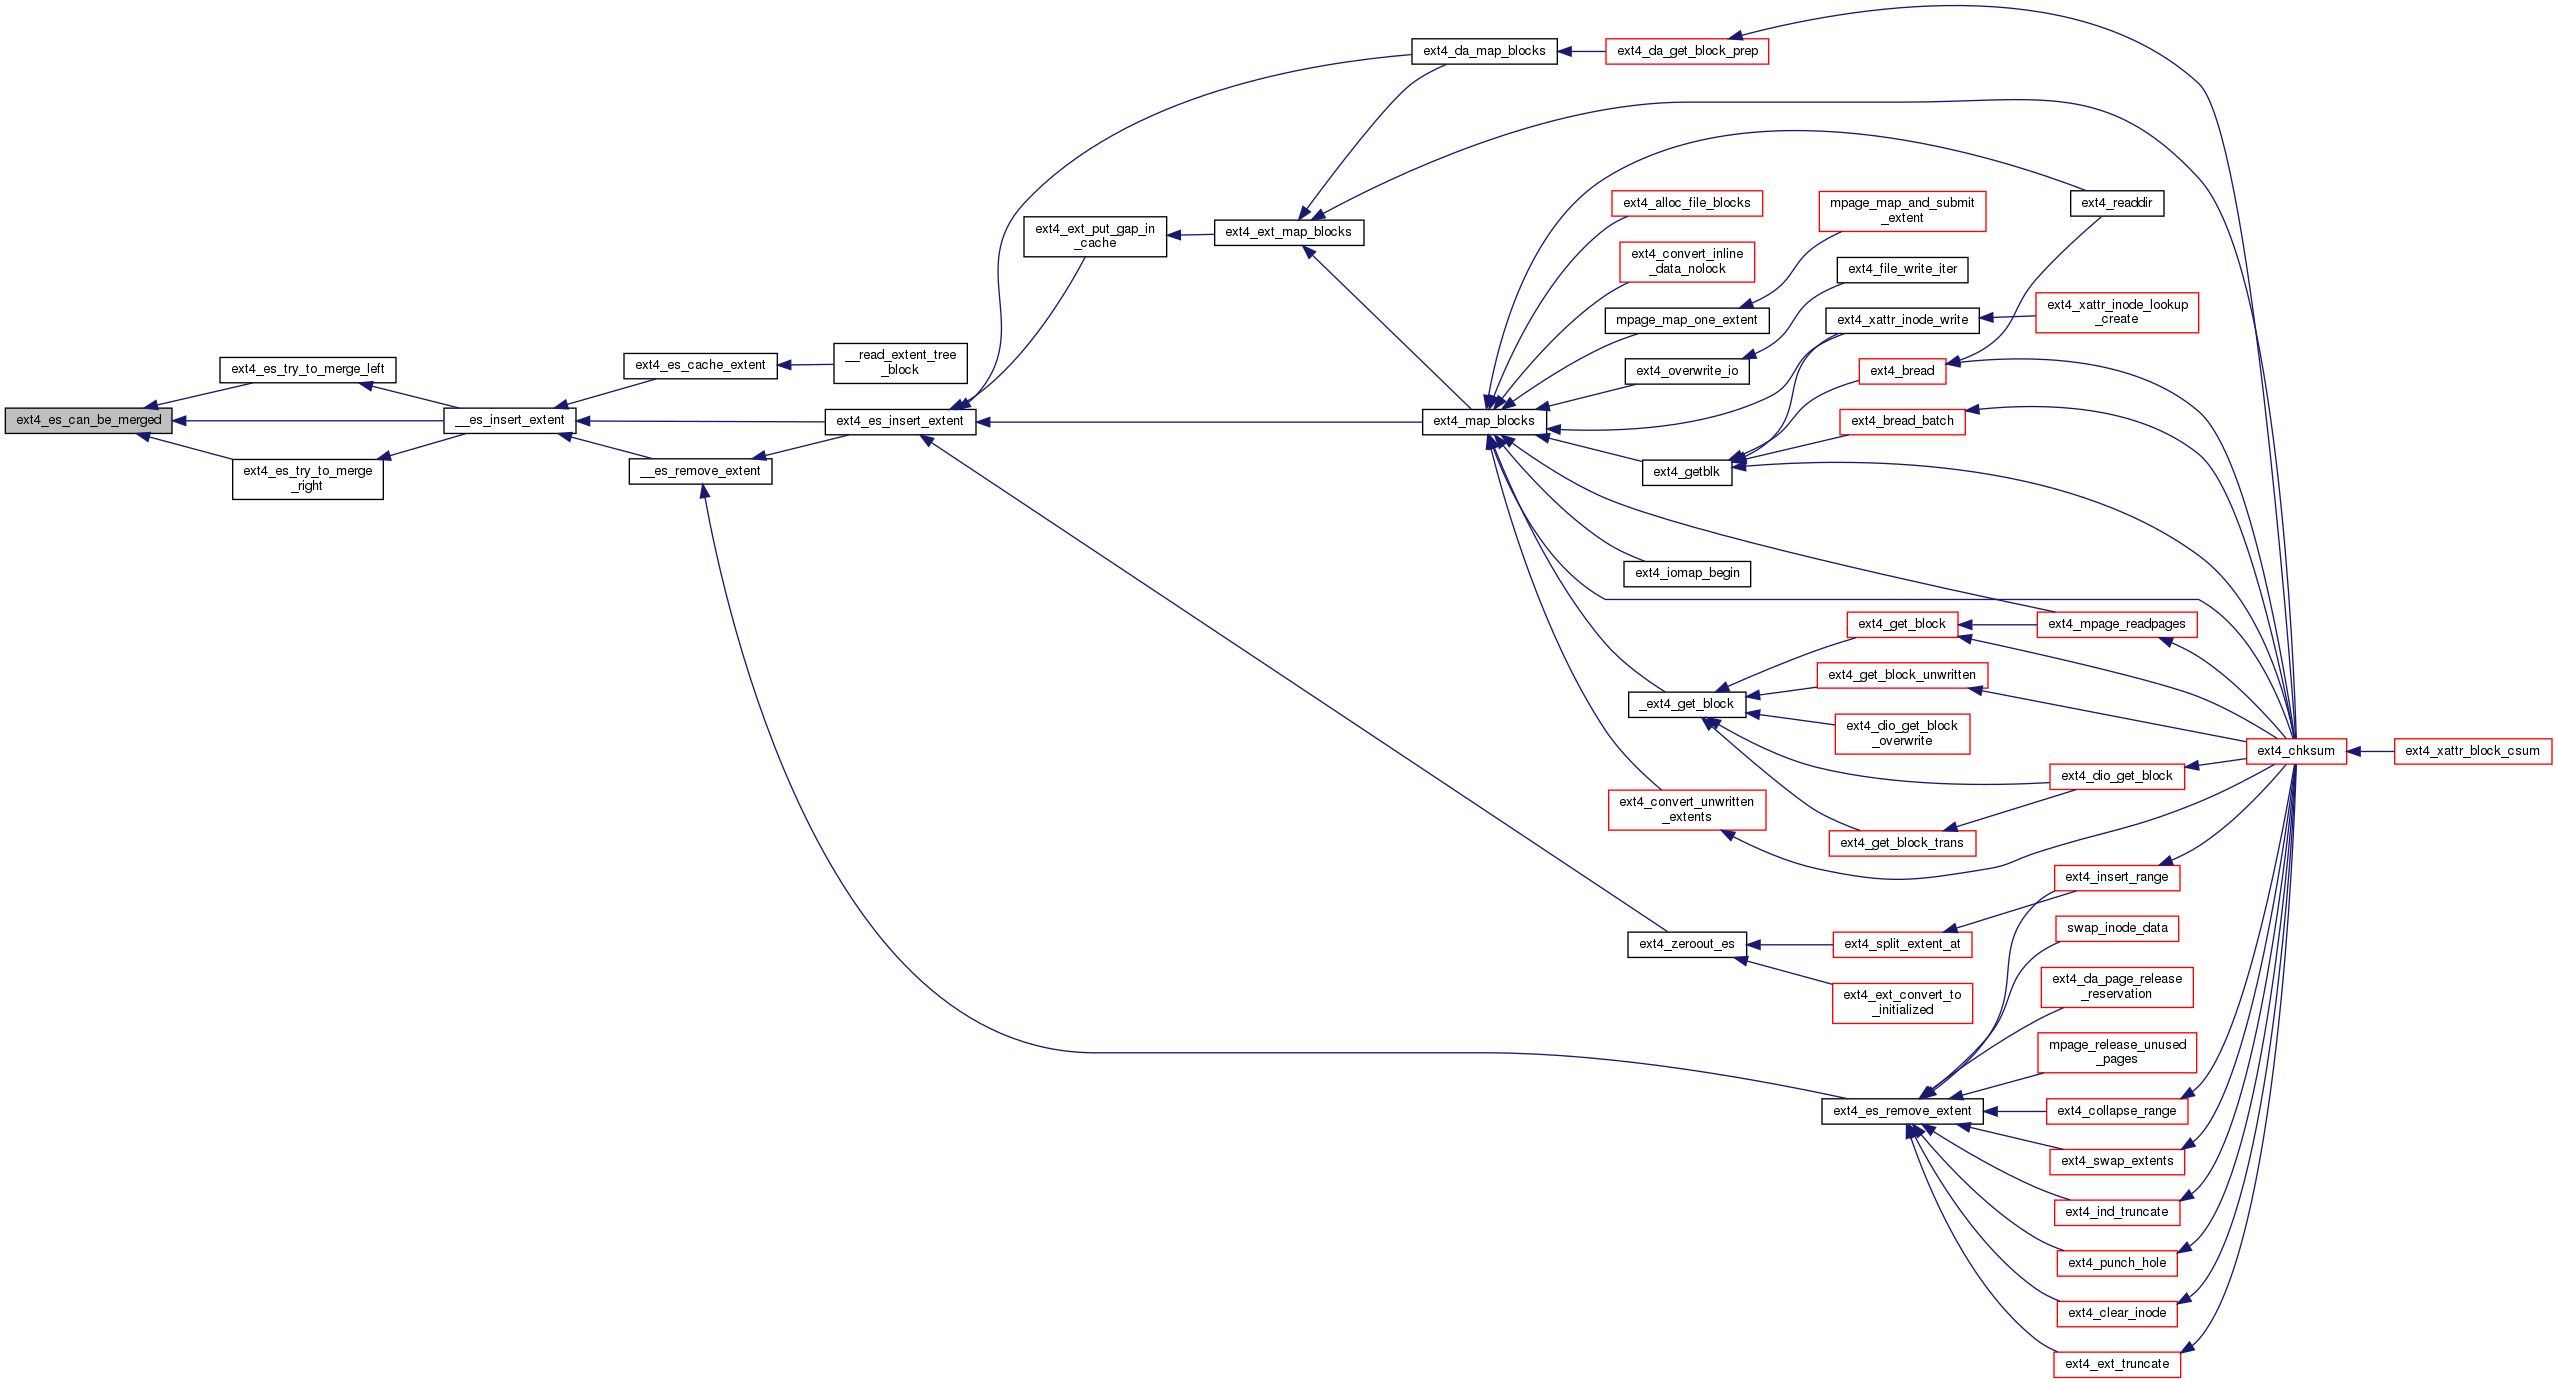 ext4_es_can_be_merged
ext4_es_try_to_merge_left
ext4_es_try_to_merge
_right
__es_insert_extent
ext4_es_cache_extent
__es_remove_extent
__read_extent_tree
_block
ext4_es_insert_extent
ext4_ext_put_gap_in
_cache
ext4_ext_map_blocks
ext4_da_map_blocks
ext4_map_blocks
ext4_da_get_block_prep
ext4_alloc_file_blocks
ext4_convert_inline
_data_nolock
mpage_map_one_extent
ext4_overwrite_io
ext4_getblk
ext4_iomap_begin
_ext4_get_block
ext4_convert_unwritten
_extents
ext4_zeroout_es
mpage_map_and_submit
_extent
ext4_file_write_iter
ext4_xattr_inode_write
ext4_bread
ext4_bread_batch
ext4_get_block
ext4_get_block_unwritten
ext4_dio_get_block
_overwrite
ext4_get_block_trans
ext4_split_extent_at
ext4_ext_convert_to
_initialized
ext4_es_remove_extent
ext4_readdir
ext4_xattr_inode_lookup
_create
ext4_mpage_readpages
ext4_dio_get_block
ext4_insert_range
swap_inode_data
ext4_da_page_release
_reservation
mpage_release_unused
_pages
ext4_collapse_range
ext4_swap_extents
ext4_ind_truncate
ext4_punch_hole
ext4_clear_inode
ext4_ext_truncate
ext4_chksum
ext4_xattr_block_csum